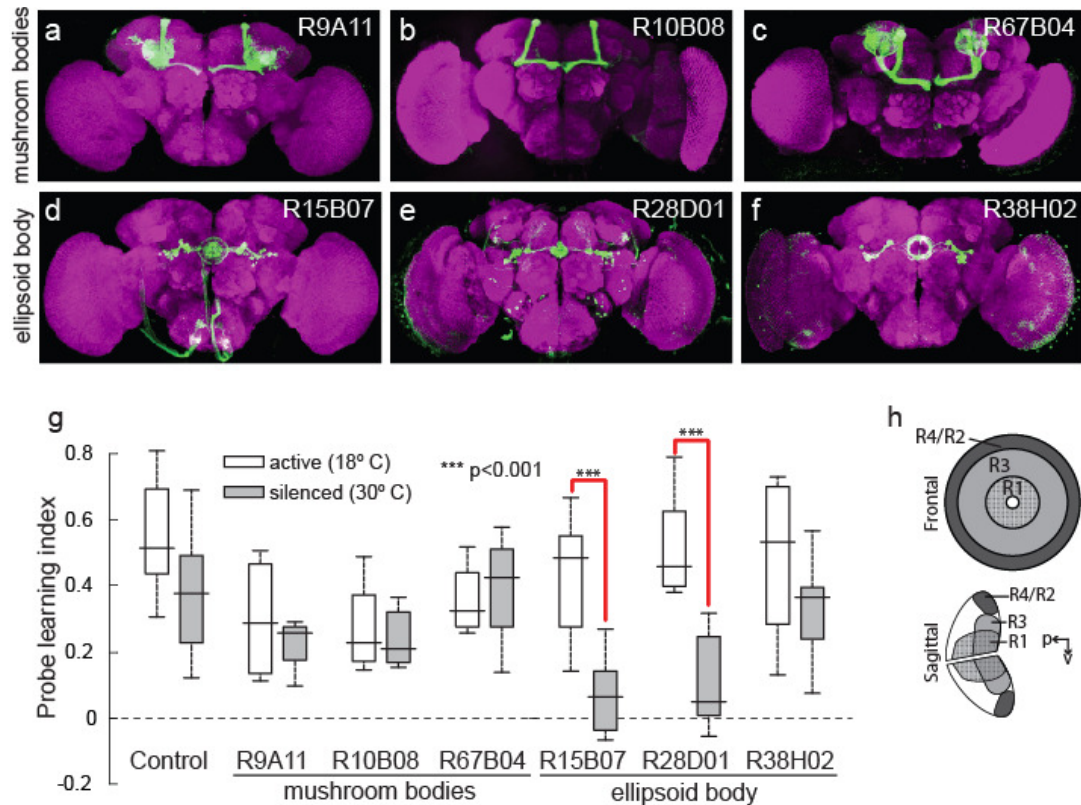 a R9A11
b R10B08
c R67B04
mushroom bodies
d R15B07
e R28D01
f R38H02
ellipsoid body
g
0.8
0.6
0.4
0.2
0
-0.2
Probe learning index
active (18º C)
silenced (30º C)
*** p<0.001
***
***
Control
R9A11
R10B08
R67B04
R15B07
R28D01
R38H02
mushroom bodies
ellipsoid body
h
R4/R2
R3
R1
Frontal
R4/R2
R3
R1
p
v
Sagittal